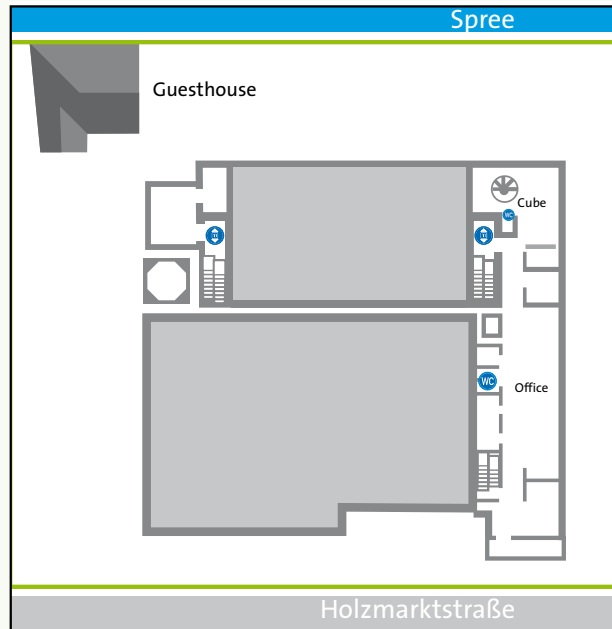 Spree
Guesthouse
Cube
WC
WC
Office
Holzmarktstraße